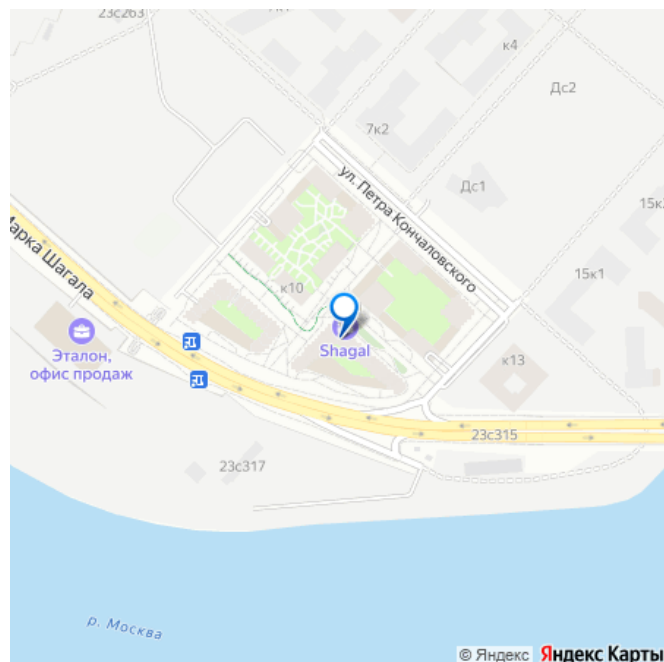 23с263
7к1
к4
Дс2
7к2
ул. Петра Кончаловского
Дс1
15к1
Марка Шагала
к10
Shagal
Эталон,
офис продаж
к13
23с315
23с317
р. Москва
© Яндекс Яндекс Карты